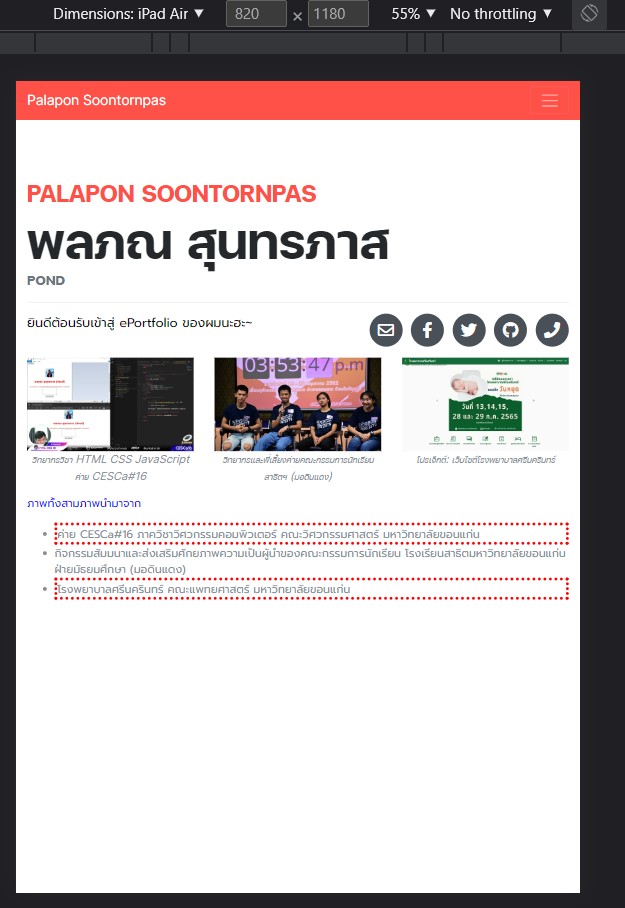 Dimensions: iPad Air ▼ 820 × 1180 55% ▼ No throttling ▼
Palapon Soontornpas
PALAPON SOONTORNPAS
พลภณ สุนทรภาส
POND
ยินดีต้อนรับเข้าสู่ ePortfolio ของผมนะฮะ~
03:53:47 p.m
วันที่ 13,14,15,
28 และ 29 ก.ค. 2565
วิทยากรวิชา HTML CSS JavaScript
ค่าย CESCa#16
วิทยากรและพี่เลี้ยงค่ายคณะกรรมการนักเรียน
สาธิตฯ (มอดินแดง)
โปรเจ็กต์: เว็บไซต์โรงพยาบาลศรีนครินทร์
ภาพทั้งสามภาพนำมาจาก
• ค่าย CESCa#16 ภาควิชาวิศวกรรมคอมพิวเตอร์ คณะวิศวกรรมศาสตร์ มหาวิทยาลัยขอนแก่น
• กิจกรรมสัมมนาและส่งเสริมศักยภาพความเป็นผู้นำของคณะกรรมการนักเรียน โรงเรียนสาธิตมหาวิทยาลัยขอนแก่น
ฝ่ายมัธยมศึกษา (มอดินแดง)
• โรงพยาบาลศรีนครินทร์ คณะแพทยศาสตร์ มหาวิทยาลัยขอนแก่น